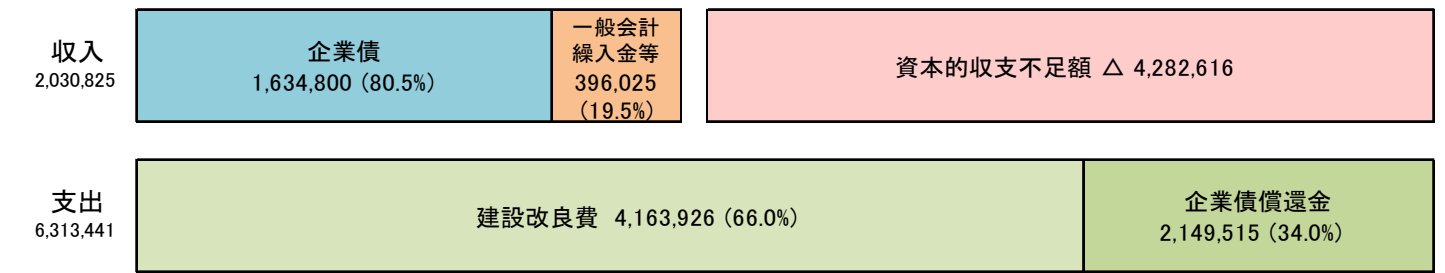 収入
2,030,825
企業債
1,634,800 (80.5%)
一般会計
繰入金等
396,025
(19.5%)
資本的収支不足額 △ 4,282,616
支出
6,313,441
建設改良費 4,163,926 (66.0%)
企業債償還金
2,149,515 (34.0%)